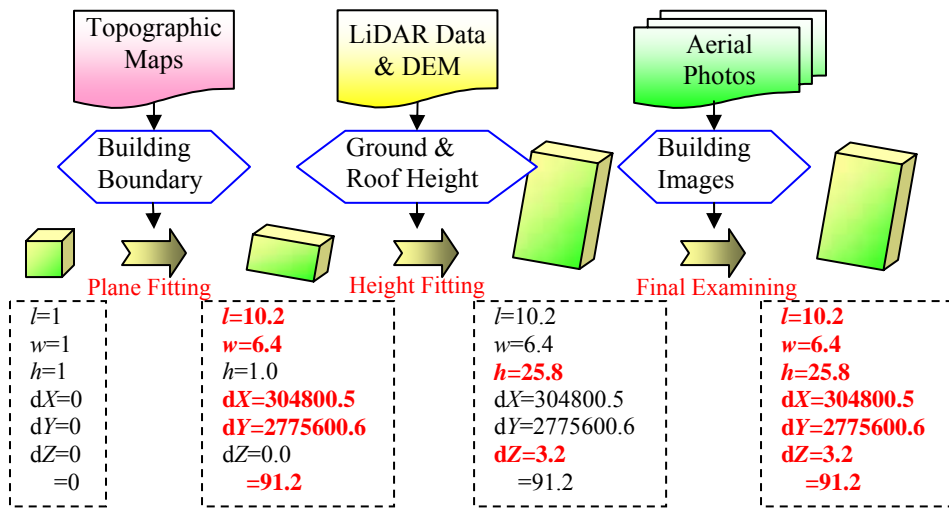 Topographic
Maps
LiDAR Data
& DEM
Aerial
Photos
Building
Boundary
Ground &
Roof Height
Building
Images
Plane Fitting
Height Fitting
Final Examining
l=1
w=1
h=1
dX=0
dY=0
dZ=0
=0
l=10.2
w=6.4
h=1.0
dX=304800.5
dY=2775600.6
dZ=0.0
=91.2
l=10.2
w=6.4
h=25.8
dX=304800.5
dY=2775600.6
dZ=3.2
=91.2
l=10.2
w=6.4
h=25.8
dX=304800.5
dY=2775600.6
dZ=3.2
=91.2